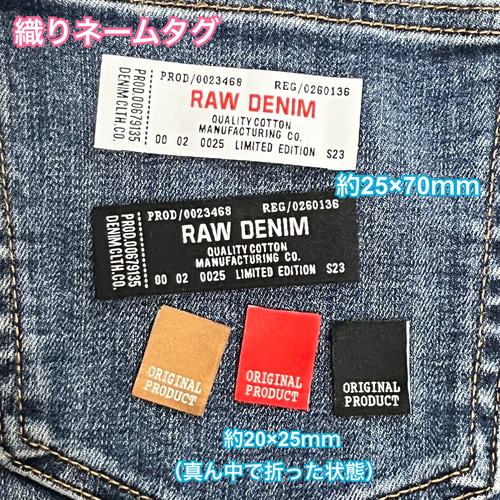 織りネームタグ
PROD/0023468 REG/0260136
PROD.00679135
DENIM.CLTH.CO.
RAW DENIM
QUALITY COTTON
MANUFACTURING CO.
00 02 0025 LIMITED EDITION S23
約25×70mm
PROD/0023468 REG/0260136
PROD.00679135
DENIM.CLTH.CO.
RAW DENIM
QUALITY COTTON
MANUFACTURING CO.
00 02 0025 LIMITED EDITION S23
ORIGINAL
PRODUCT
ORIGINAL
PRODUCT
ORIGINAL
PRODUCT
約20×25mm
(真ん中で折った状態)